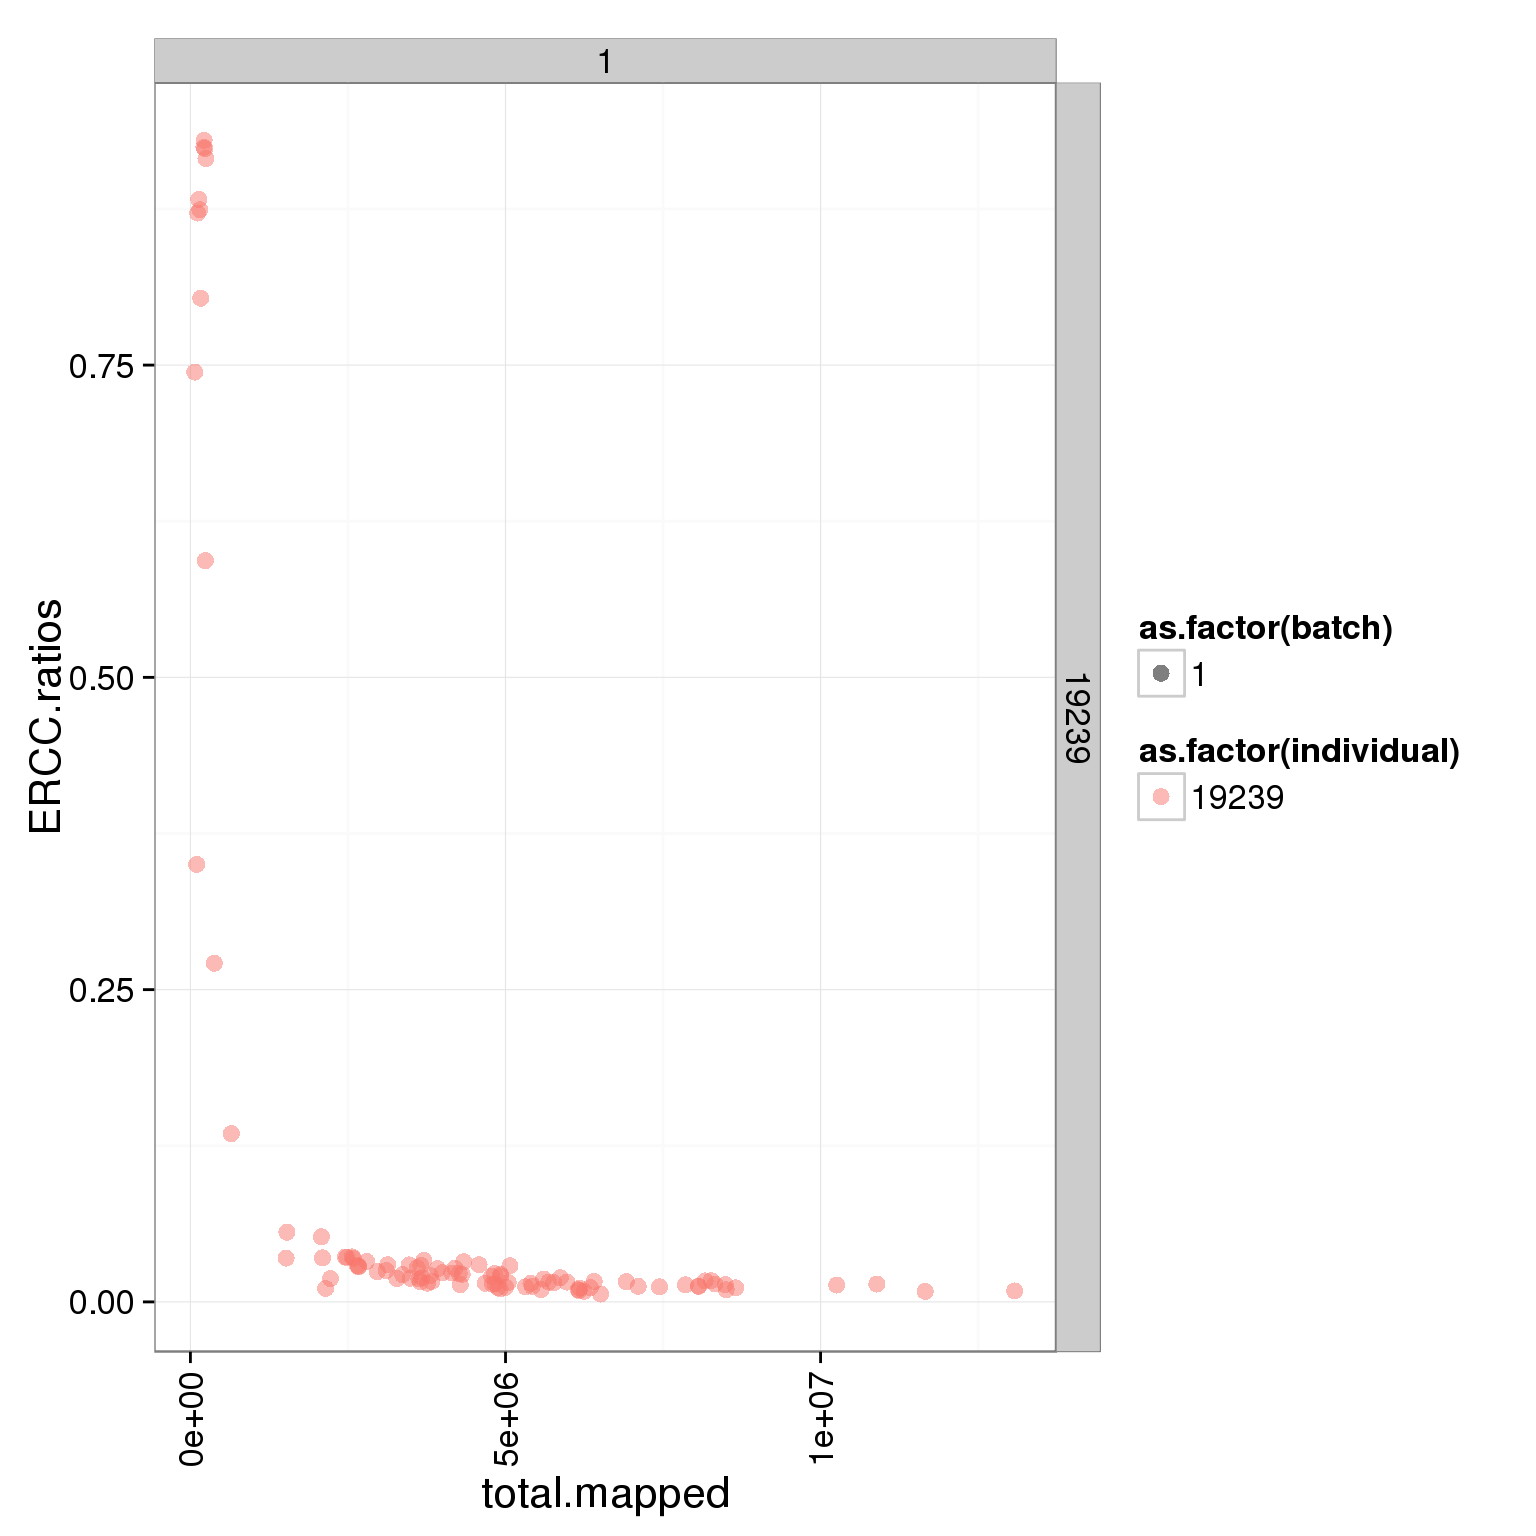 1
19239
ERCC.ratios
0.75
0.50
0.25
0.00
0e+00
5e+06
1e+07
total.mapped
as.factor(batch)
1
as.factor(individual)
19239